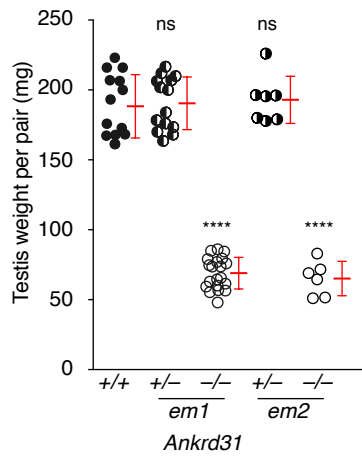 ns ns
Testis weight per pair (mg)
250
200
150
100
50
0
**** ****
+/+ +/– –/– +/– –/–
em1 em2
Ankrd31